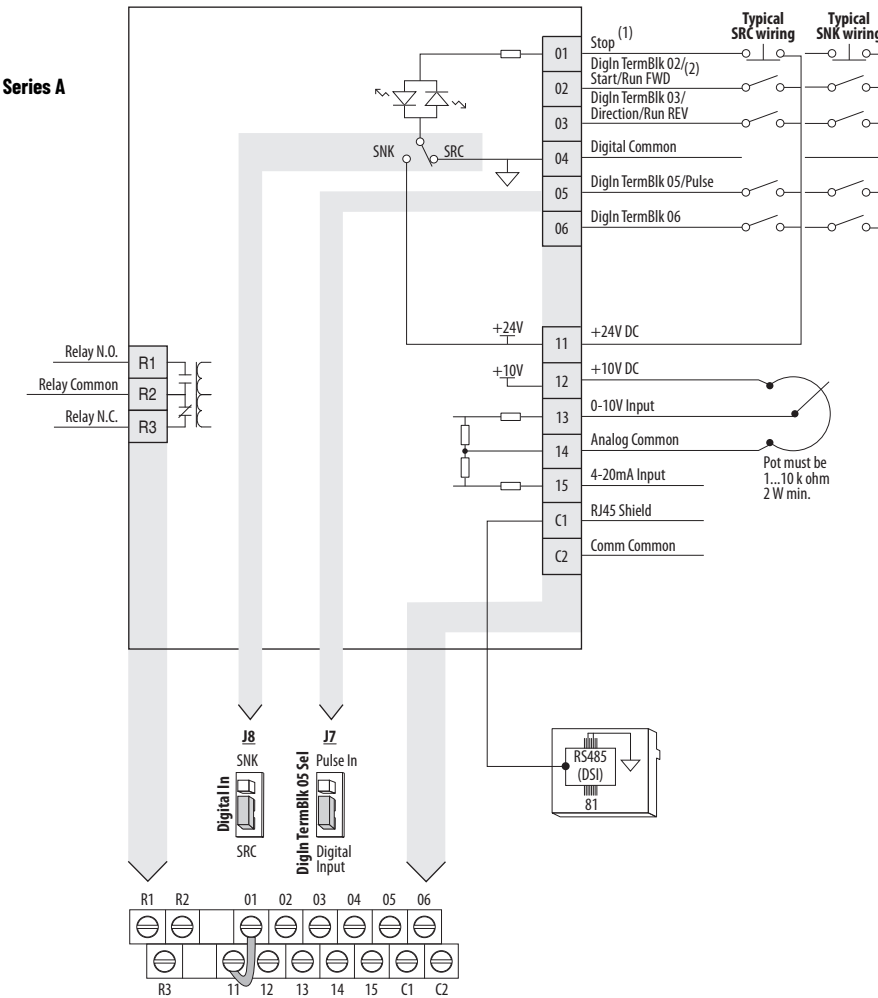 Series A
Typical
SRC wiring
Typical
SNK wiring
01
Stop (1)
02
DigIn TermBlk 02/(2)
Start/Run FWD
03
DigIn TermBlk 03/
Direction/Run REV
SNK
SRC
04
Digital Common
05
DigIn TermBlk 05/Pulse
06
DigIn TermBlk 06
+24V
11
+24V DC
+10V
12
+10V DC
13
0-10V Input
14
Analog Common
15
4-20mA Input
C1
RJ45 Shield
C2
Comm Common
Pot must be
1...10 k ohm
2 W min.
Relay N.O.
R1
Relay Common
R2
Relay N.C.
R3
J8
SNK
Digital In
SRC
J7
Pulse In
DigIn TermBlk 05 Sel
Digital
Input
RS485
(DSI)
81
R1 R2 01 02 03 04 05 06
R3 11 12 13 14 15 C1 C2